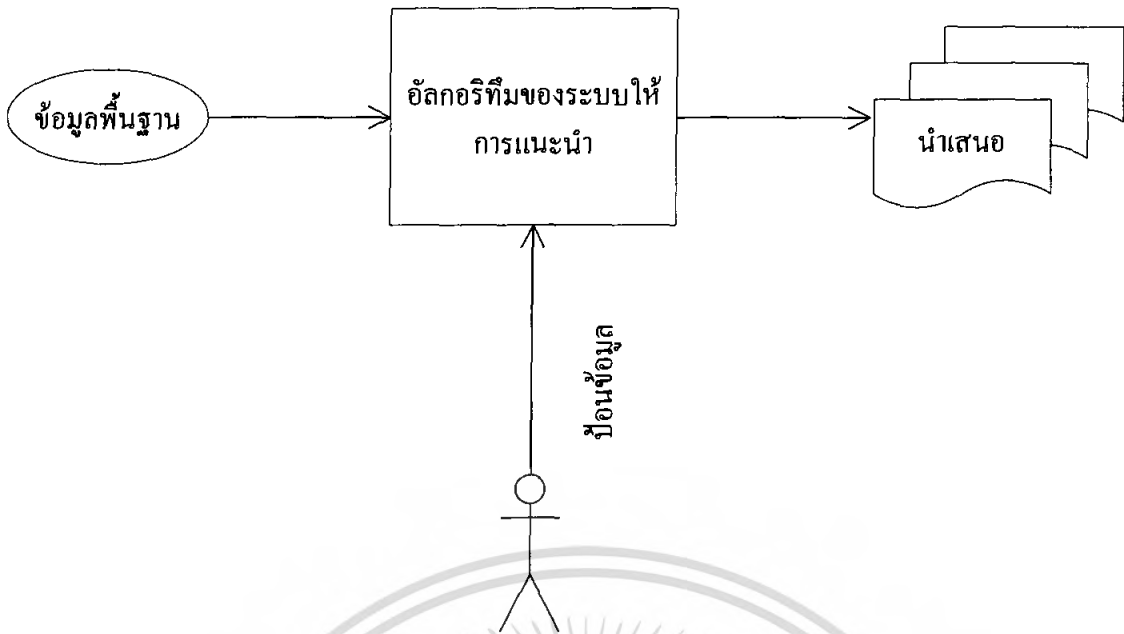 ข้อมูลพื้นฐาน
อัลกอริทึมของระบบให้
การแนะนำ
นำเสนอ
ป้อนข้อมูล